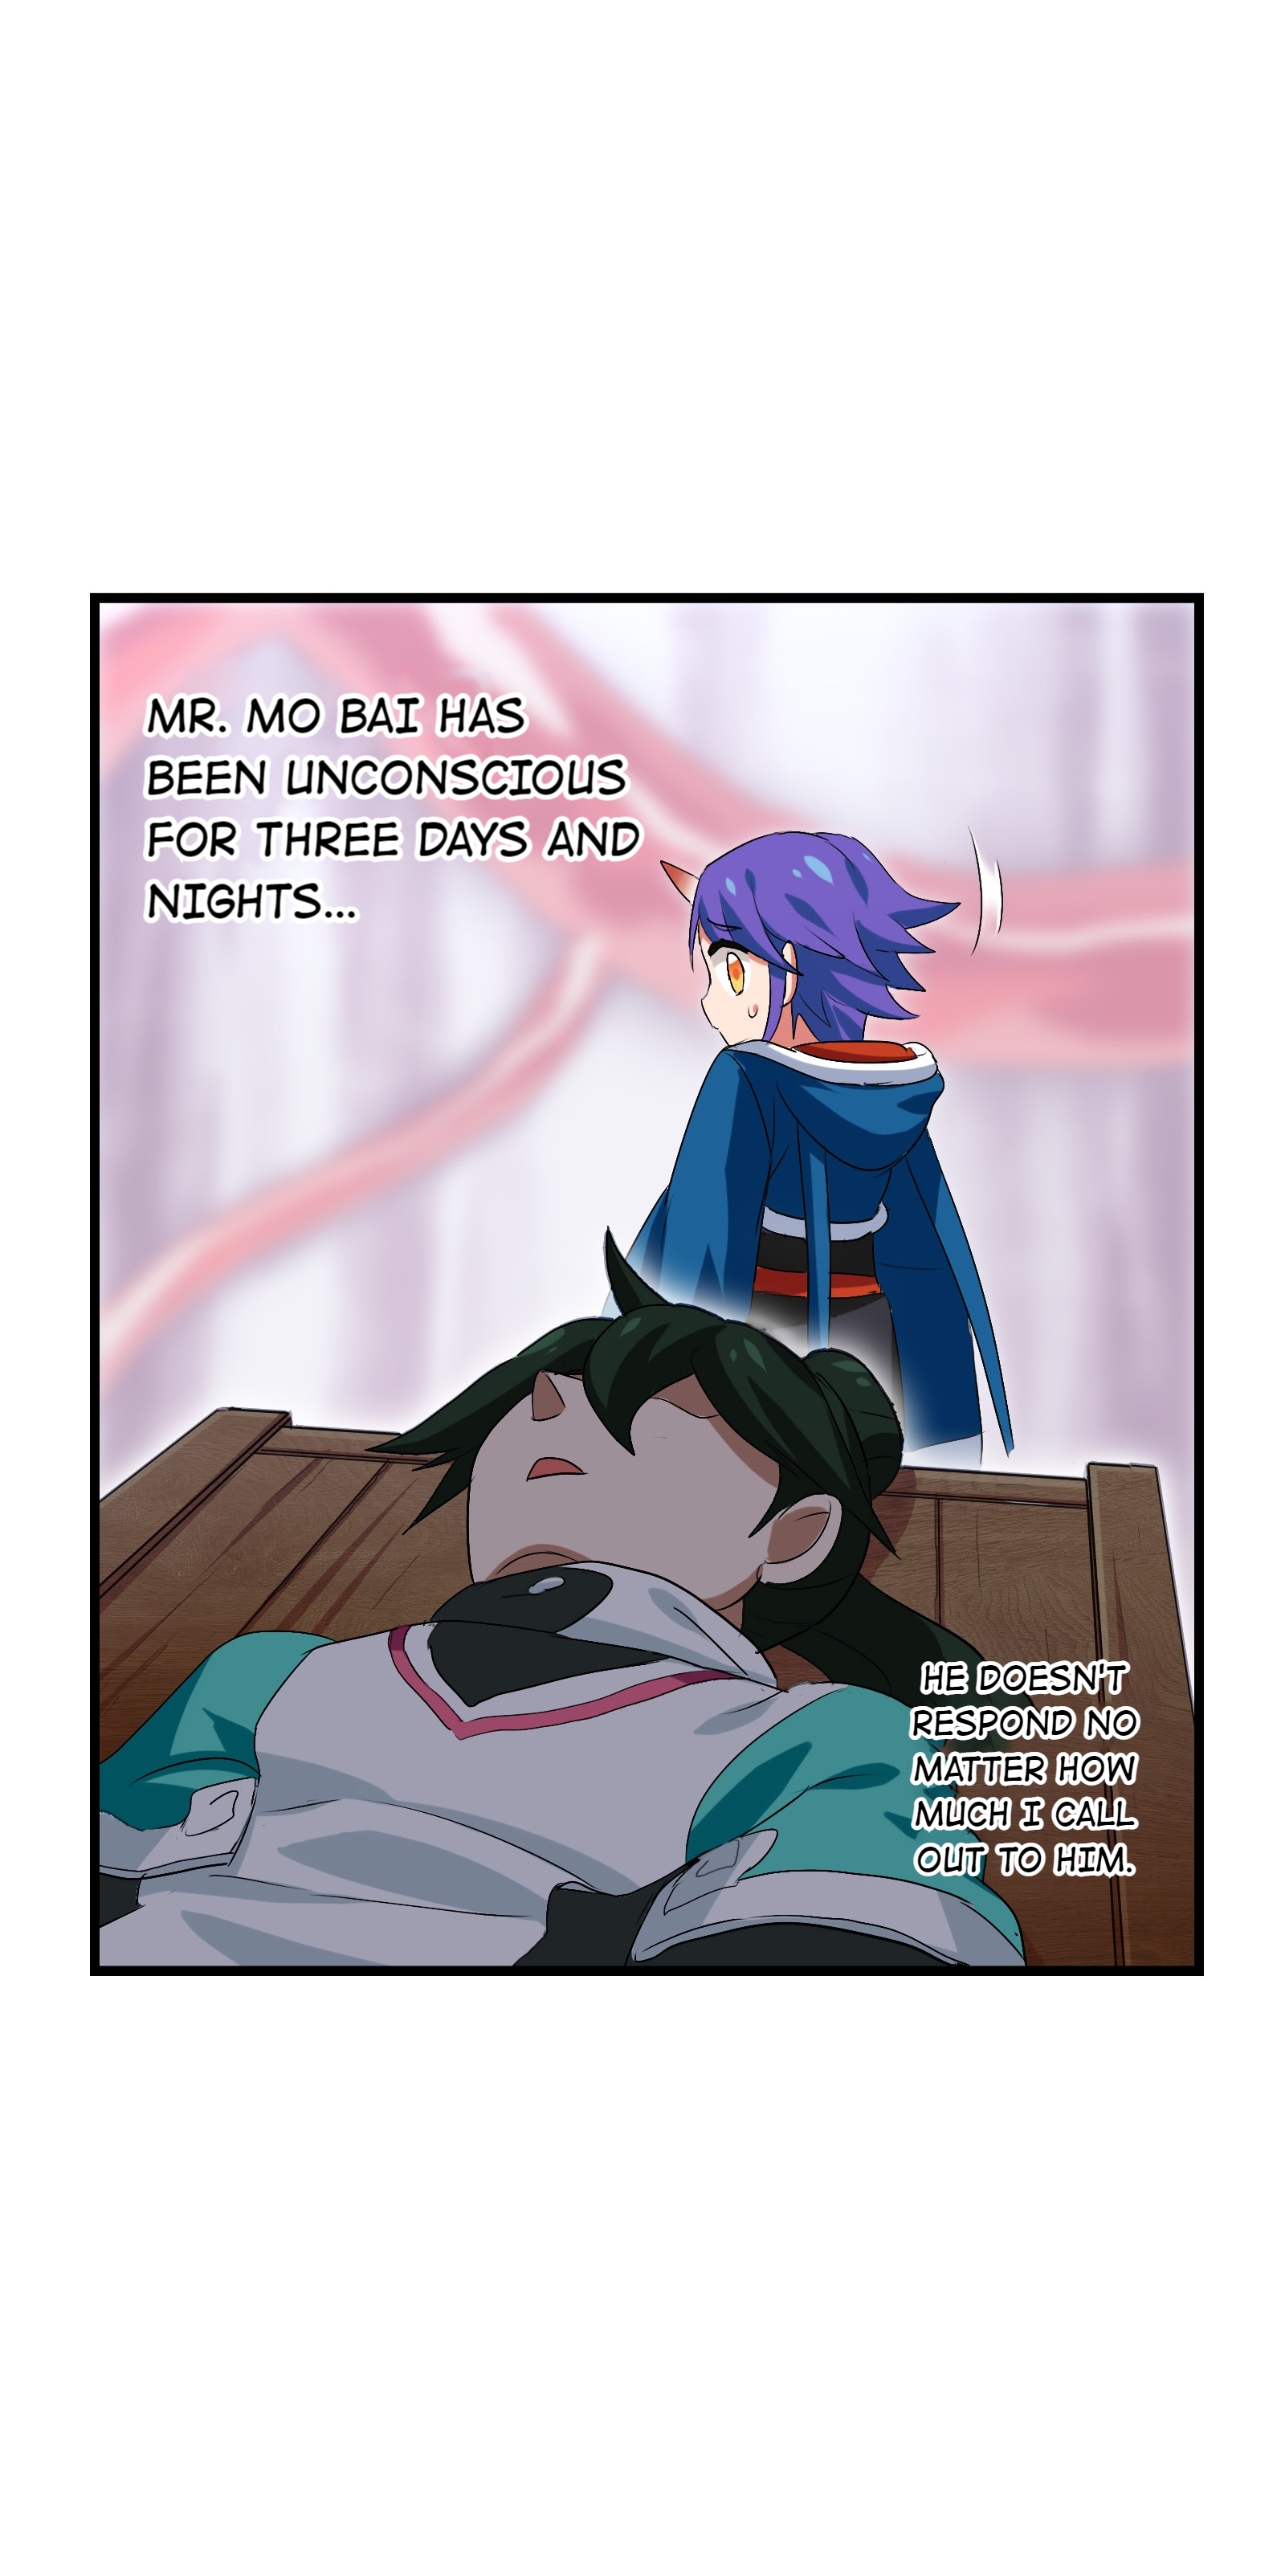 MR. MO BAI HAS
BEEN UNCONSCIOUS
FOR THREE DAYS AND
NIGHTS...
HE DOESN'T
RESPOND NO
MATTER HOW
MUCH I CALL
OUT TO HIM.